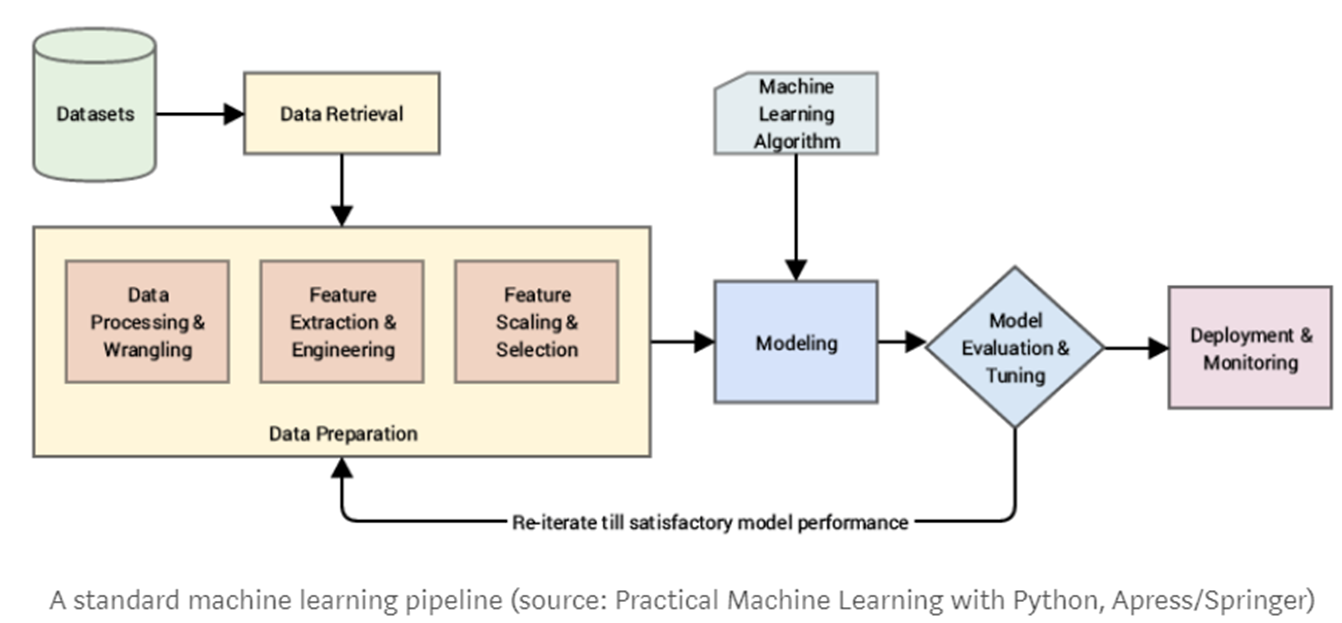 Datasets
Data Retrieval
Machine
Learning
Algorithm
Data
Processing &
Wrangling
Feature
Extraction &
Engineering
Feature
Scaling &
Selection
Data Preparation
Modeling
Model
Evaluation &
Tuning
Deployment &
Monitoring
Re-iterate till satisfactory model performance
A standard machine learning pipeline (source: Practical Machine Learning with Python, Apress/Springer)